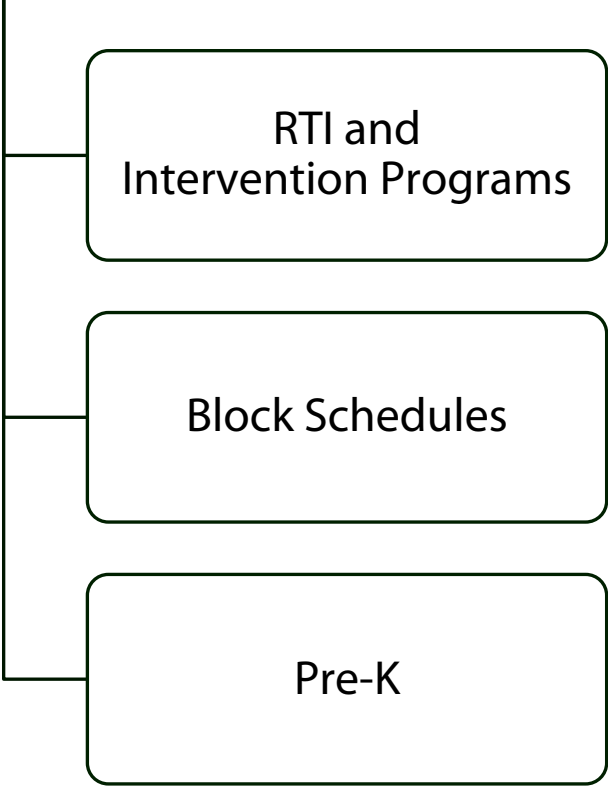 RTI and
Intervention Programs
Block Schedules
Pre-K